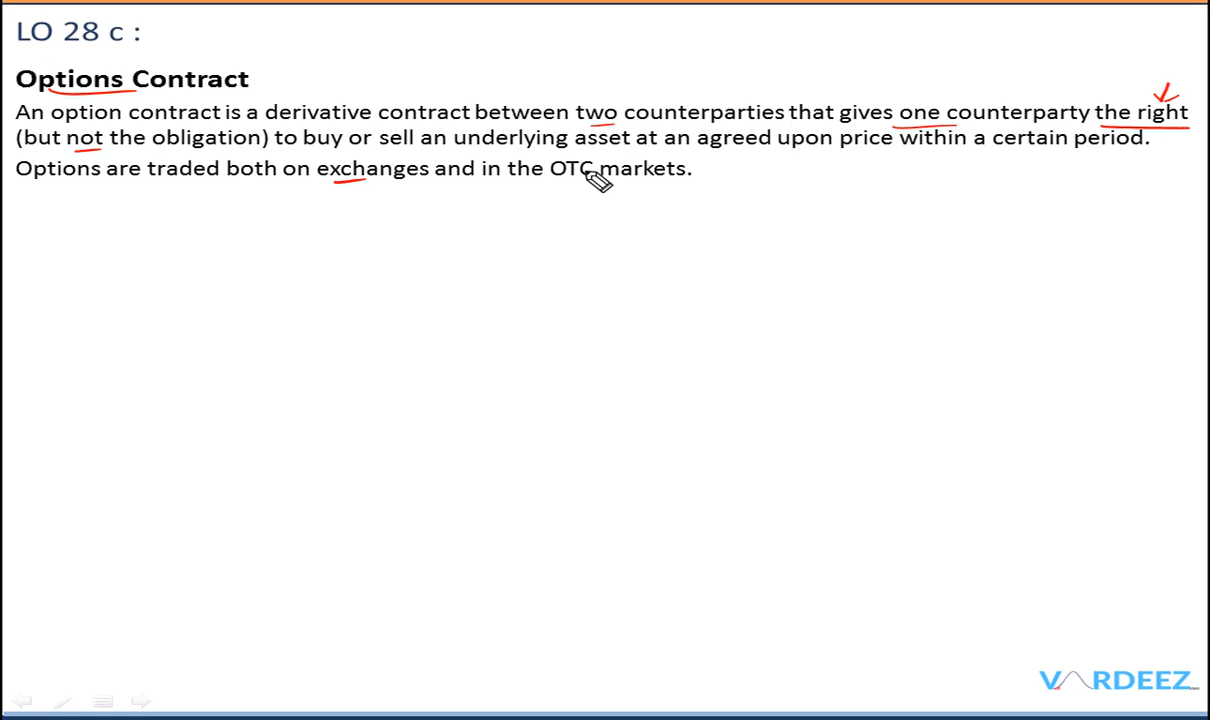 LO 28 c :
Options Contract
An option contract is a derivative contract between two counterparties that gives one counterparty the right
(but not the obligation) to buy or sell an underlying asset at an agreed upon price within a certain period.
Options are traded both on exchanges and in the OTC markets.
VARDEEZ